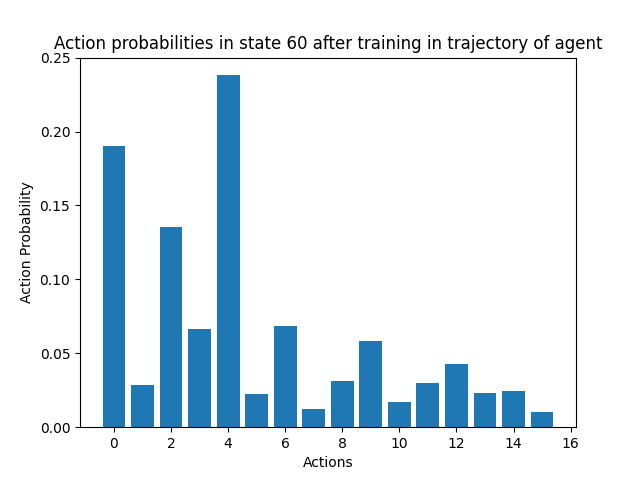 Action probabilities in state 60 after training in trajectory of agent
0.25
0.20
0.15
0.10
0.05
0.00
Action Probability
0 2 4 6 8 10 12 14 16
Actions